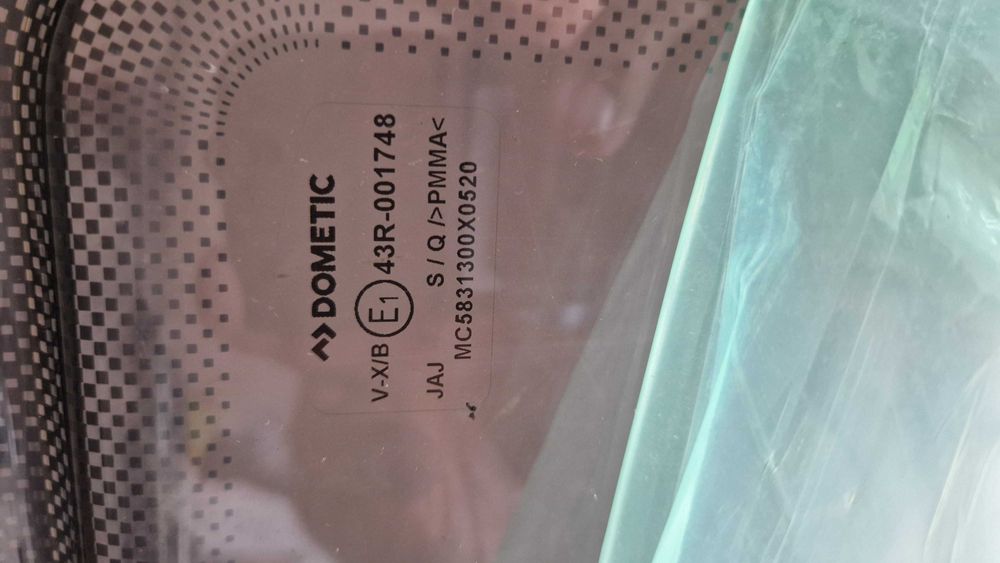 DOMETIC
V-X/B E1 43R-001748
JAJ S / Q />PMMA<
MC5831300X0520